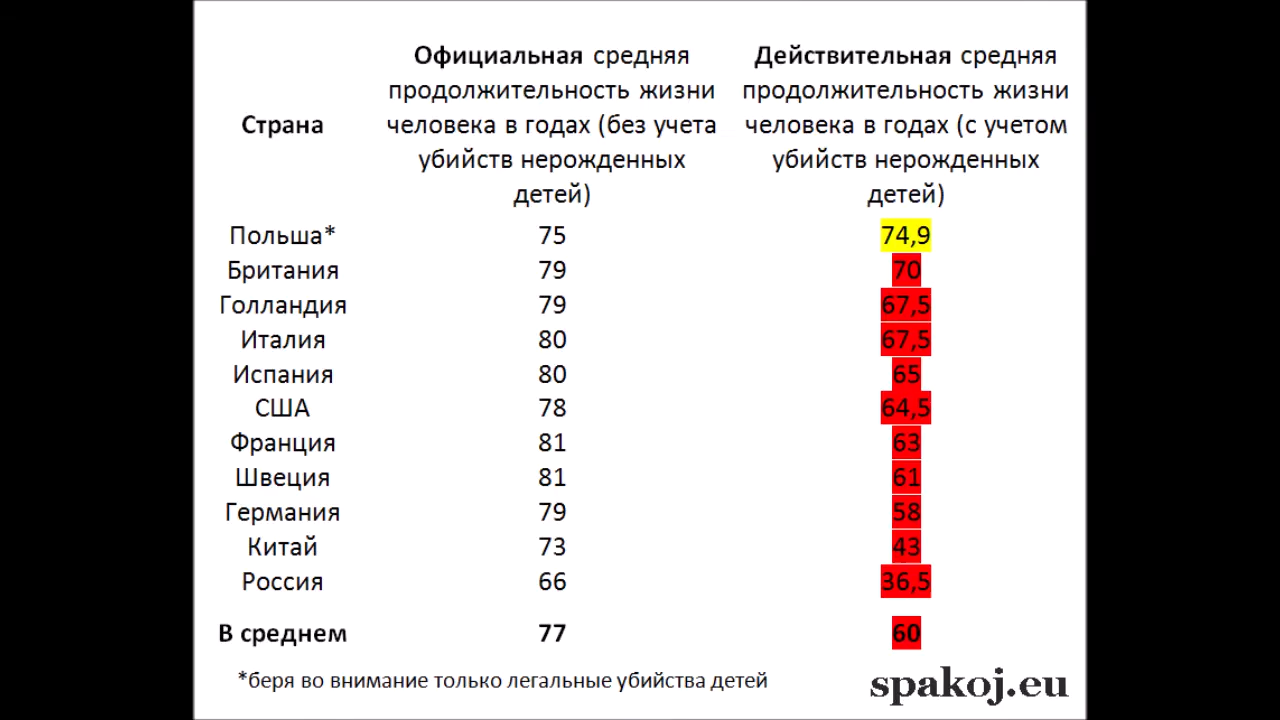 Страна
Официальная средняя
продолжительность жизни
человека в годах (без учета
убийств нерожденных
детей)
Действительная средняя
продолжительность жизни
человека в годах (с учетом
убийств нерожденных
детей)
Польша* 75 74,9
Британия 79 70
Голландия 79 67,5
Италия 80 67,5
Испания 80 65
США 78 64,5
Франция 81 63
Швеция 81 61
Германия 79 58
Китай 73 43
Россия 66 36,5
В среднем 77 60
*беря во внимание только легальные убийства детей
spakoj.eu